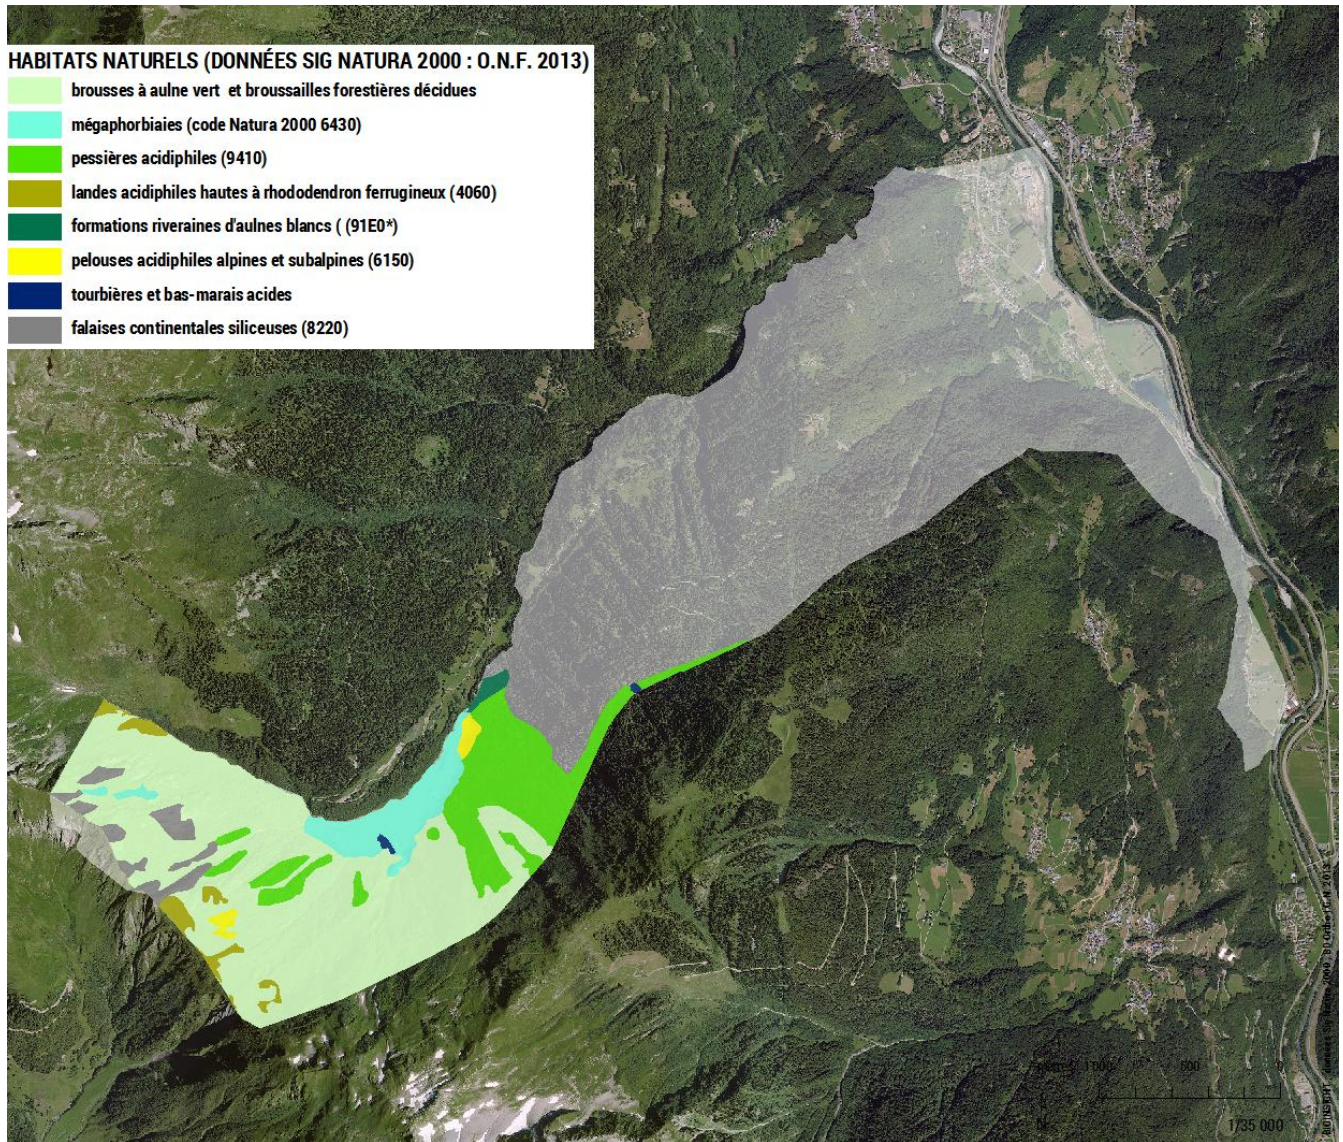 HABITATS NATURELS (DONNÉES SIG NATURA 2000 : O.N.F. 2013)
brousses à aulne vert et broussailles forestières décidues
mégaphorbiaies (code Natura 2000 6430)
pessières acidiphiles (9410)
landes acidiphiles hautes à rhododendron ferrugineux (4060)
formations riveraines d'aulnes blancs ( (91E0*)
pelouses acidiphiles alpines et subalpines (6150)
tourbières et bas-marais acides
falaises continentales siliceuses (8220)
1 000
N
1/35 000